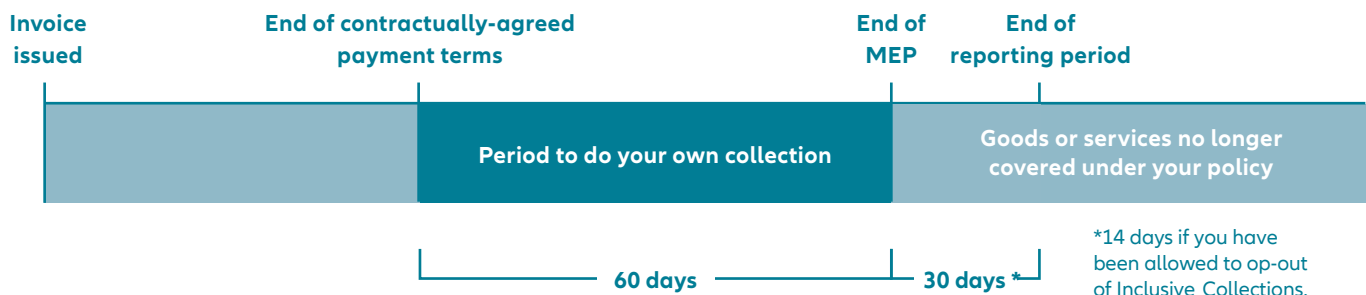 Invoice
issued
End of contractually-agreed
payment terms
End of
MEP
End of
reporting period
Period to do your own collection
Goods or services no longer
covered under your policy
60 days
30 days *
*14 days if you have
been allowed to op-out
of Inclusive Collections.